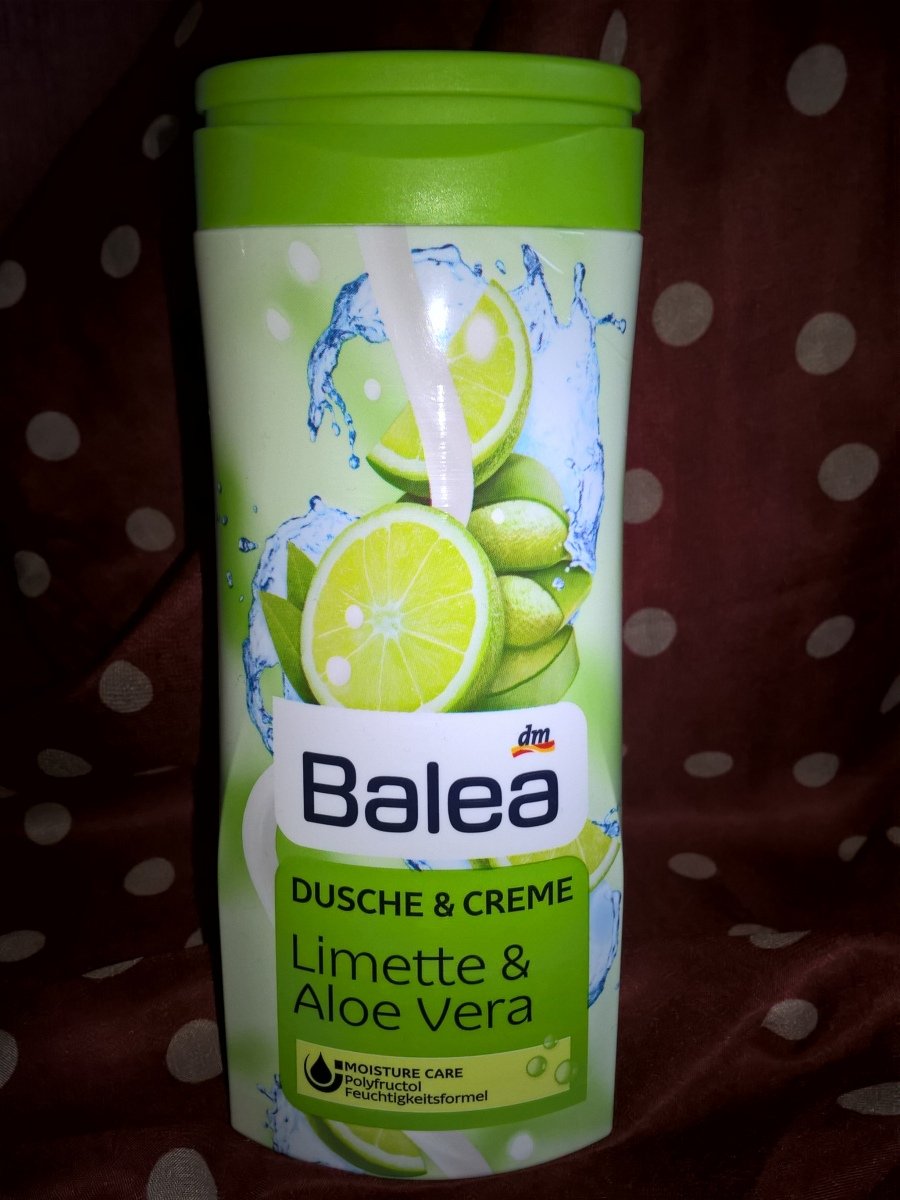 dm
Balea
DUSCHE & CREME
Limette &
Aloe Vera
MOISTURE CARE
Polyfructol
Feuchtigkeitsformel